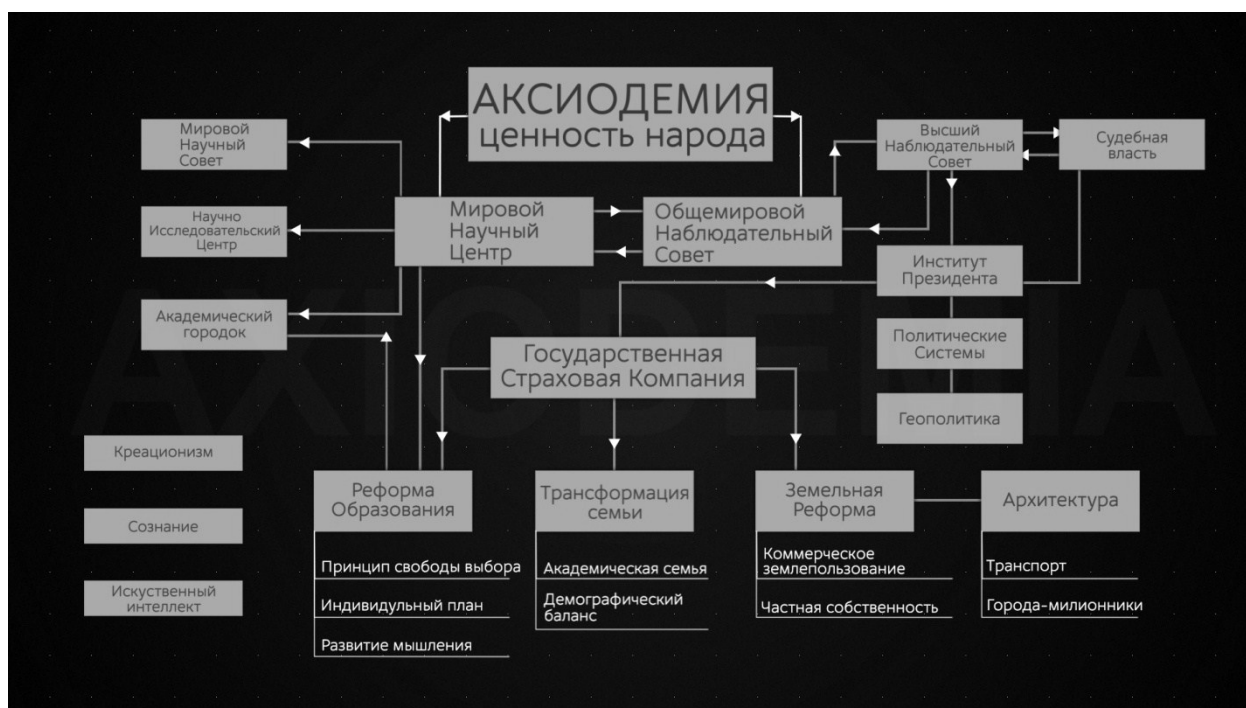 АКСИОДЕМИЯ
ценность народа
Мировой
Научный
Совет
Высший
Наблюдательный
Совет
Судебная
власть
Научно
Исследовательский
Центр
Мировой
Научный
Центр
Общемировой
Наблюдательный
Совет
Институт
Президента
Академический
городок
Государственная
Страховая Компания
Политические
Системы
Геополитика
AXIODEMIA
Креационизм
Сознание
Искуственный
интеллект
Реформа
Образования
Принцип свободы выбора
Индивидульный план
Развитие мышления
Трансформация
семьи
Академическая семья
Демографический
баланс
Земельная
Реформа
Коммерческое
землепользование
Частная собственность
Архитектура
Транспорт
Города-милионники